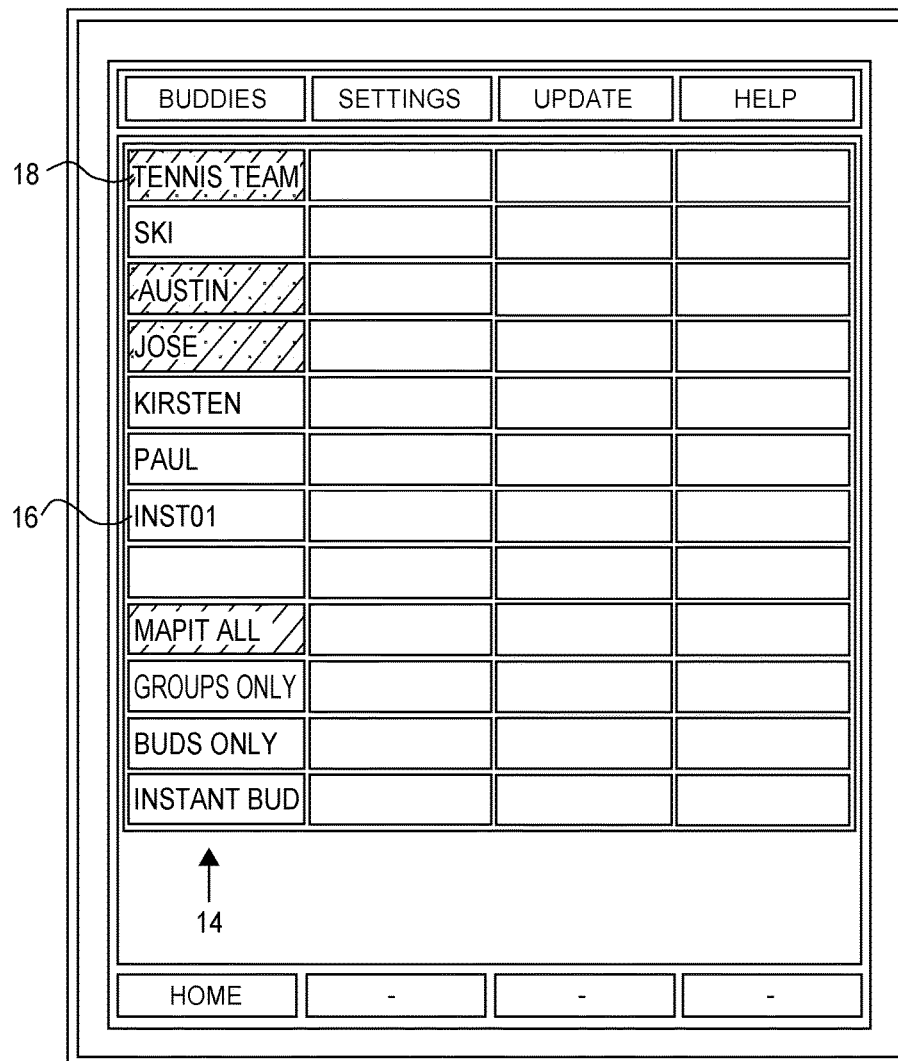 BUDDIES SETTINGS UPDATE HELP
18 TENNIS TEAM
SKI
AUSTIN
JOSE
KIRSTEN
PAUL
16 INST01
MAPIT ALL
GROUPS ONLY
BUDS ONLY
INSTANT BUD
14
HOME - - -